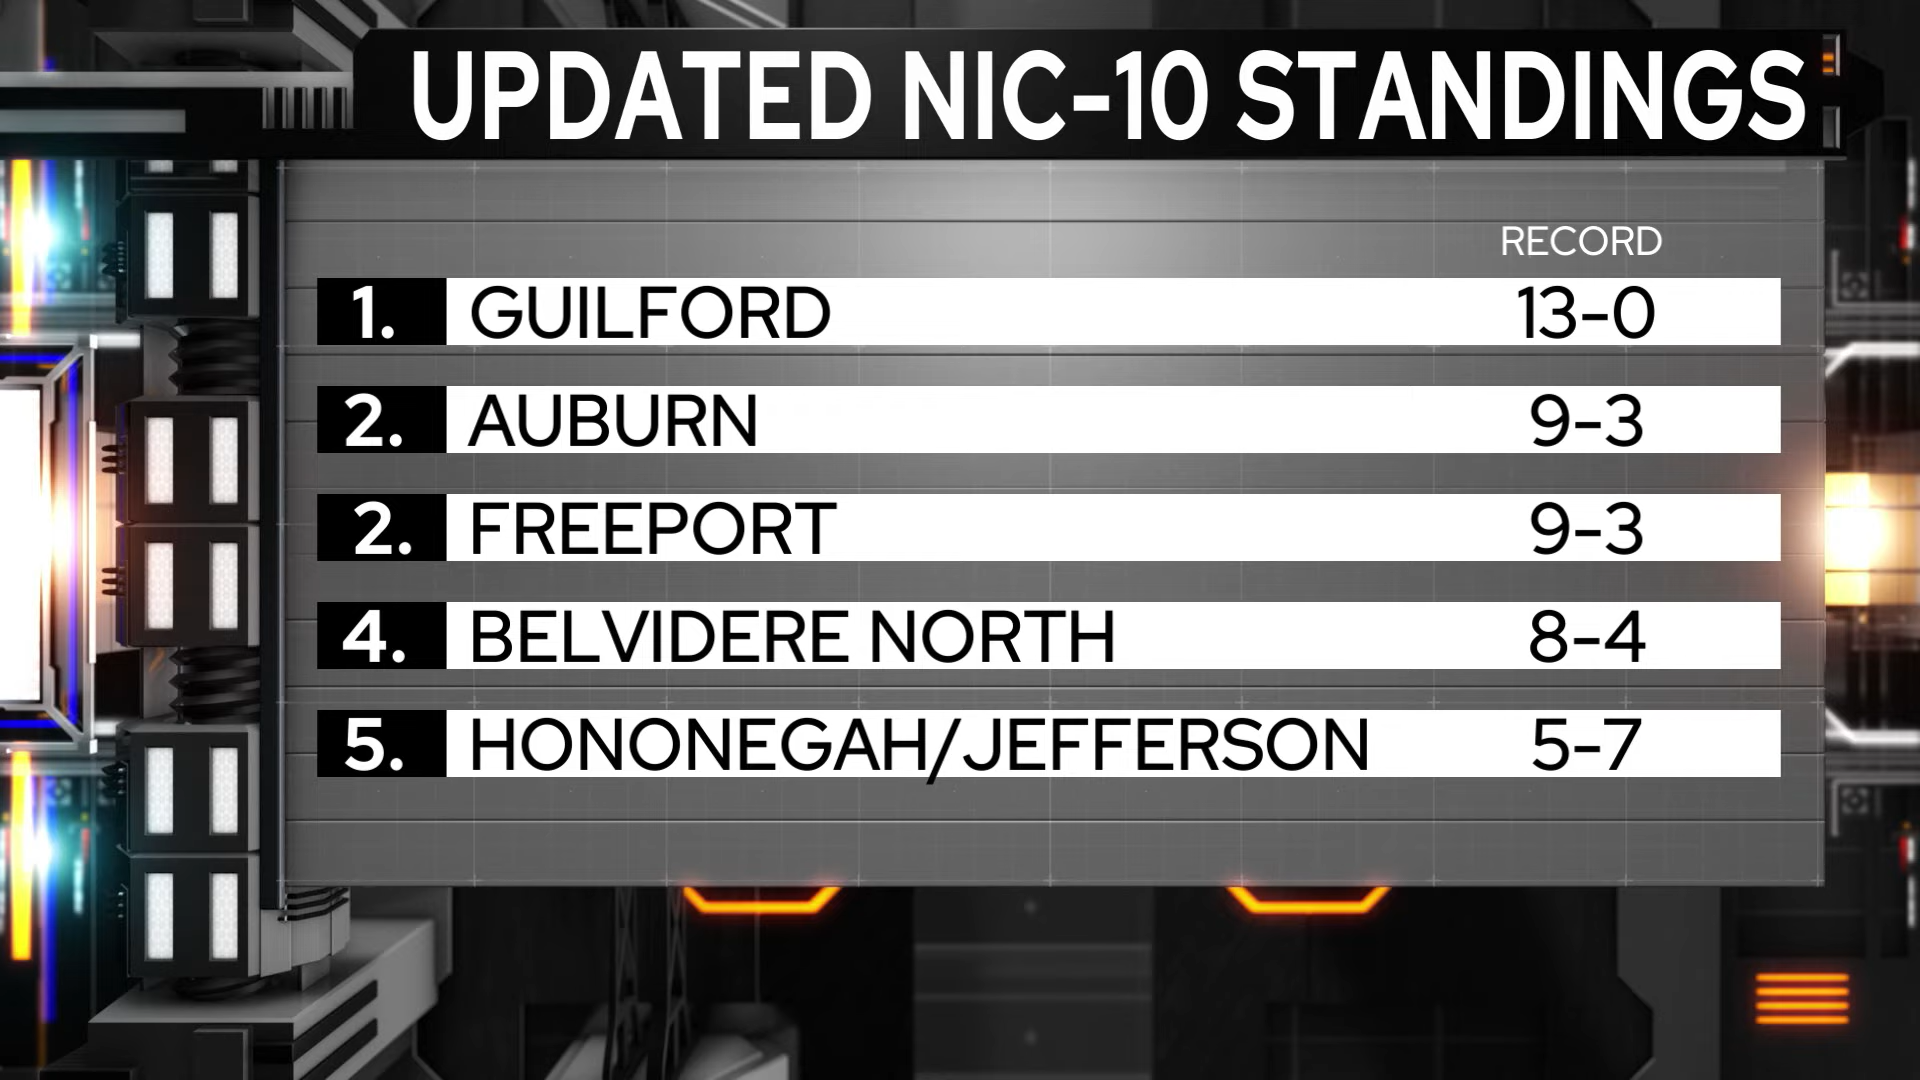 UPDATED NIC-10 STANDINGS
RECORD
1. GUILFORD 13-0
2. AUBURN 9-3
2. FREEPORT 9-3
4. BELVIDERE NORTH 8-4
5. HONONEGAH/JEFFERSON 5-7